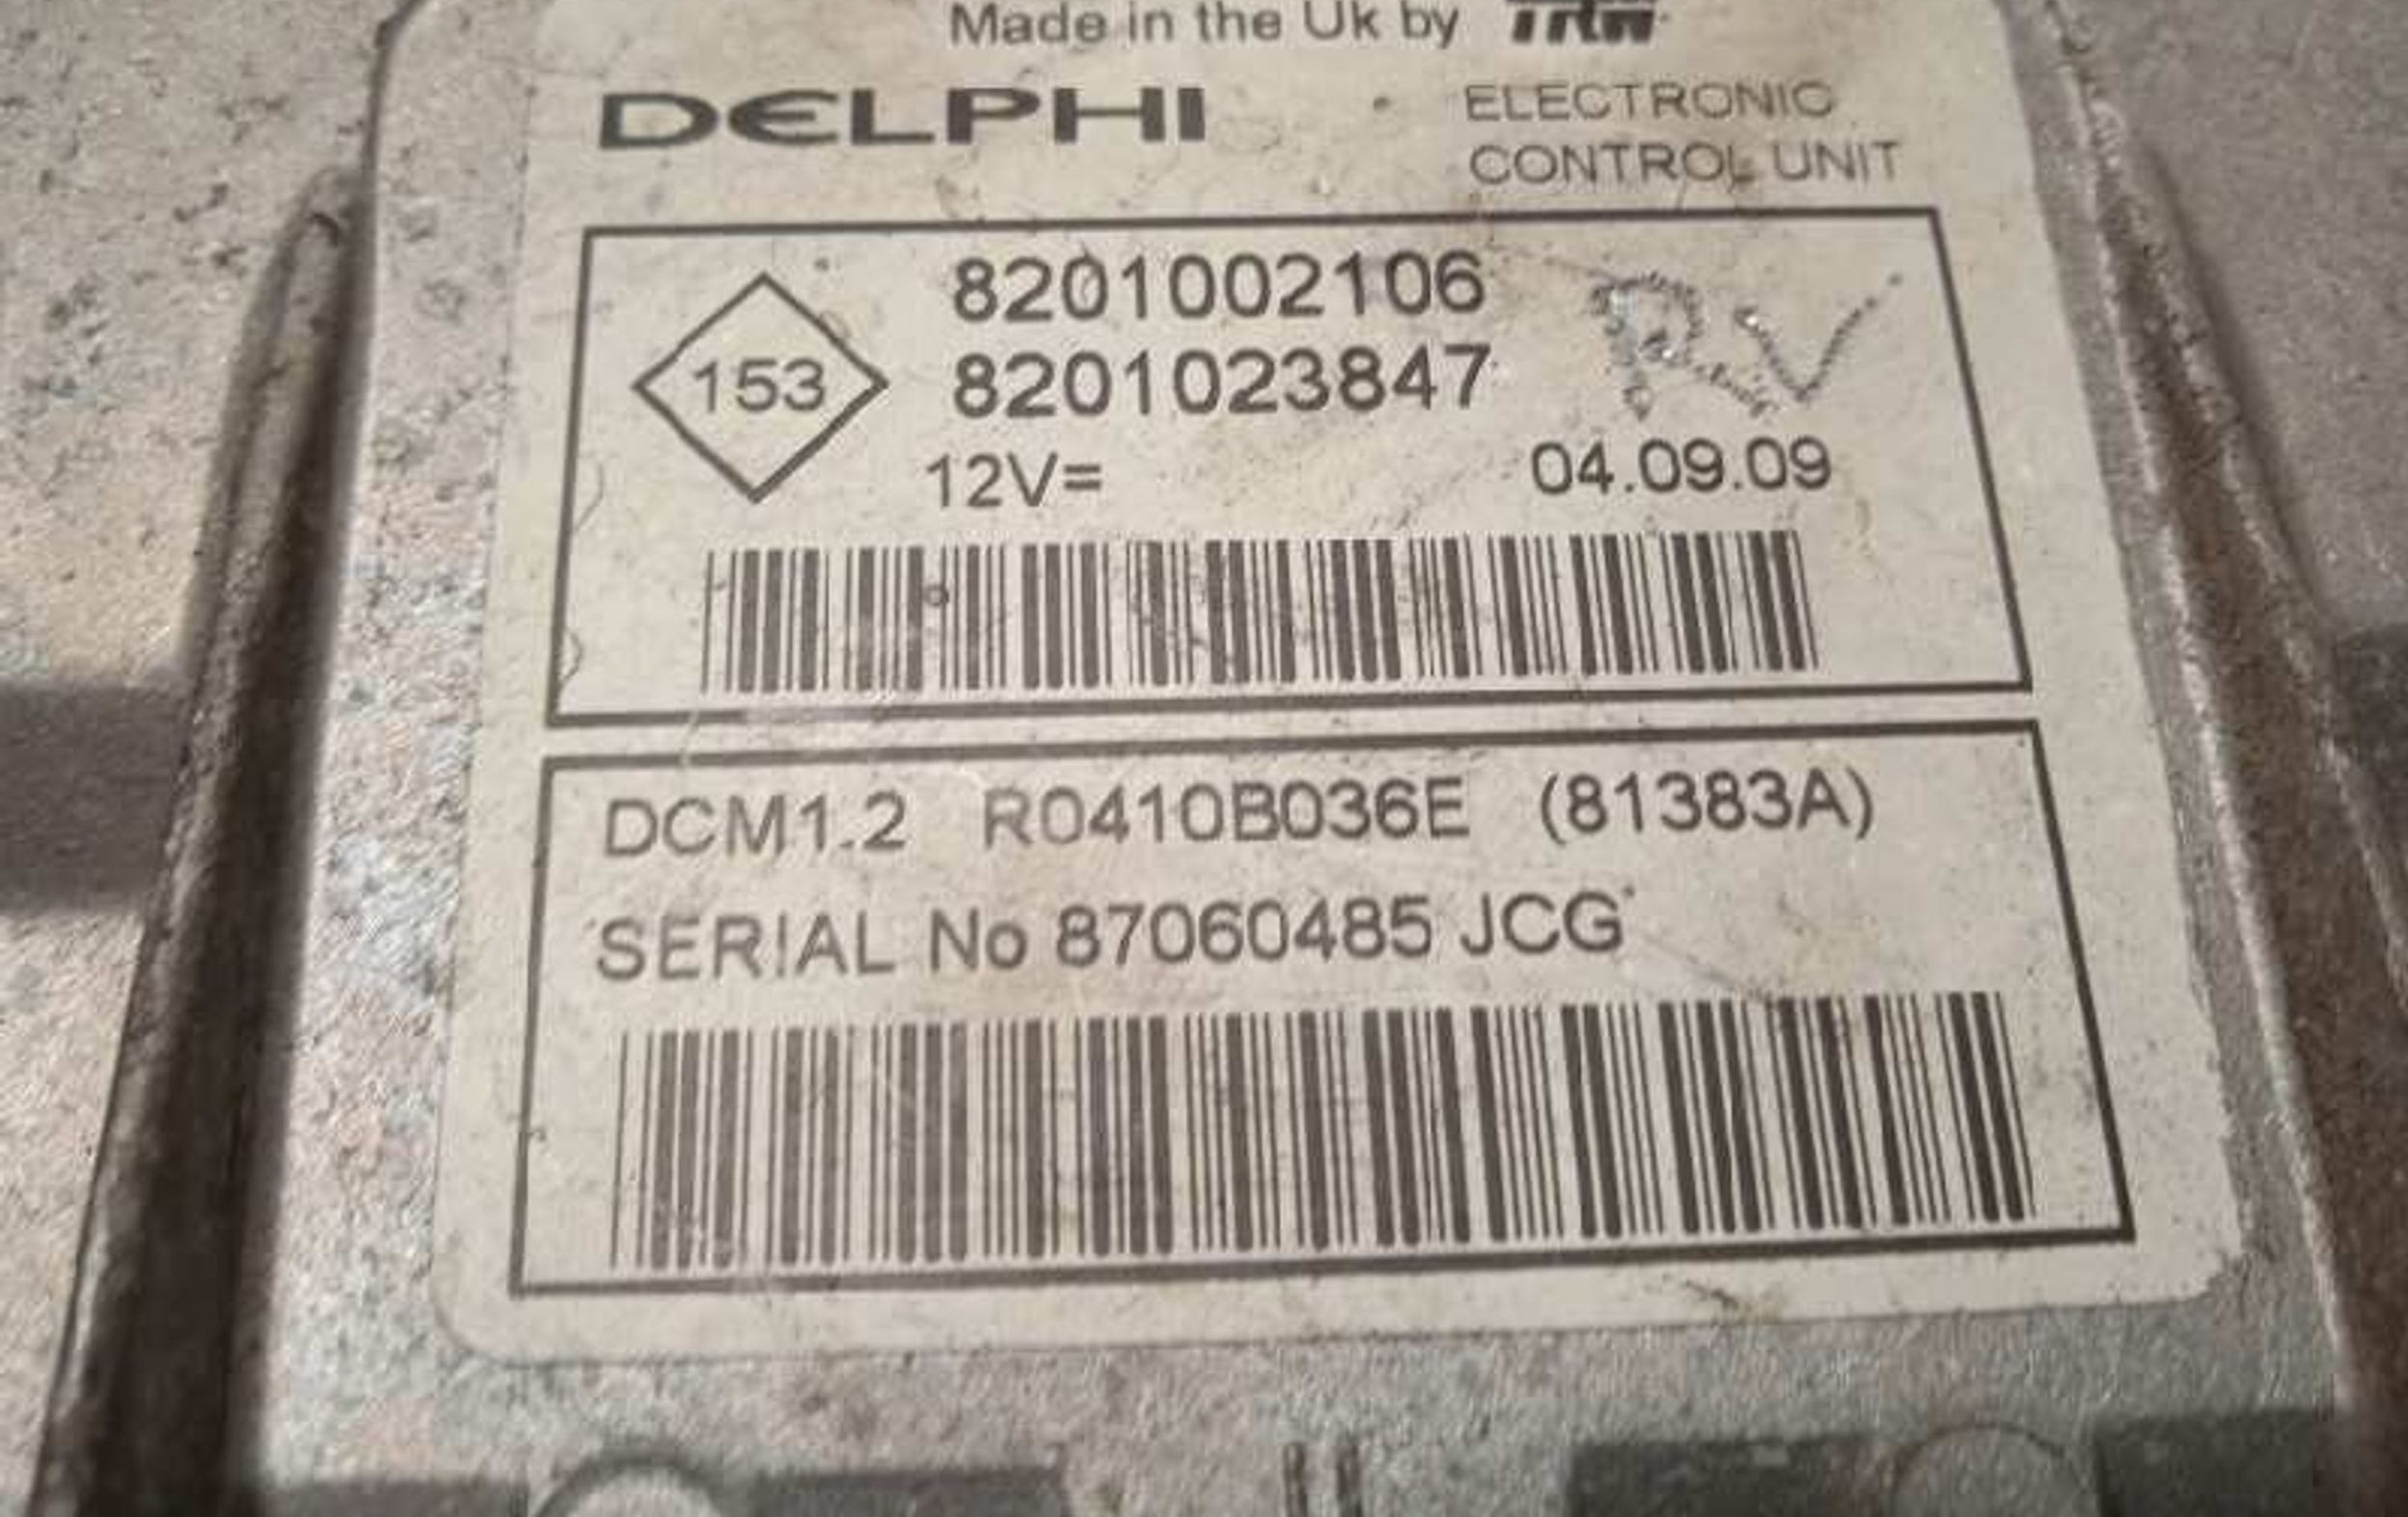 Made in the Uk by TRW
DELPHI
ELECTRONIC
CONTROL UNIT
153
8201002106
8201023847
RV
12V=
04.09.09
DCM1.2 R0410B036E (81383A)
SERIAL No 87060485 JCG